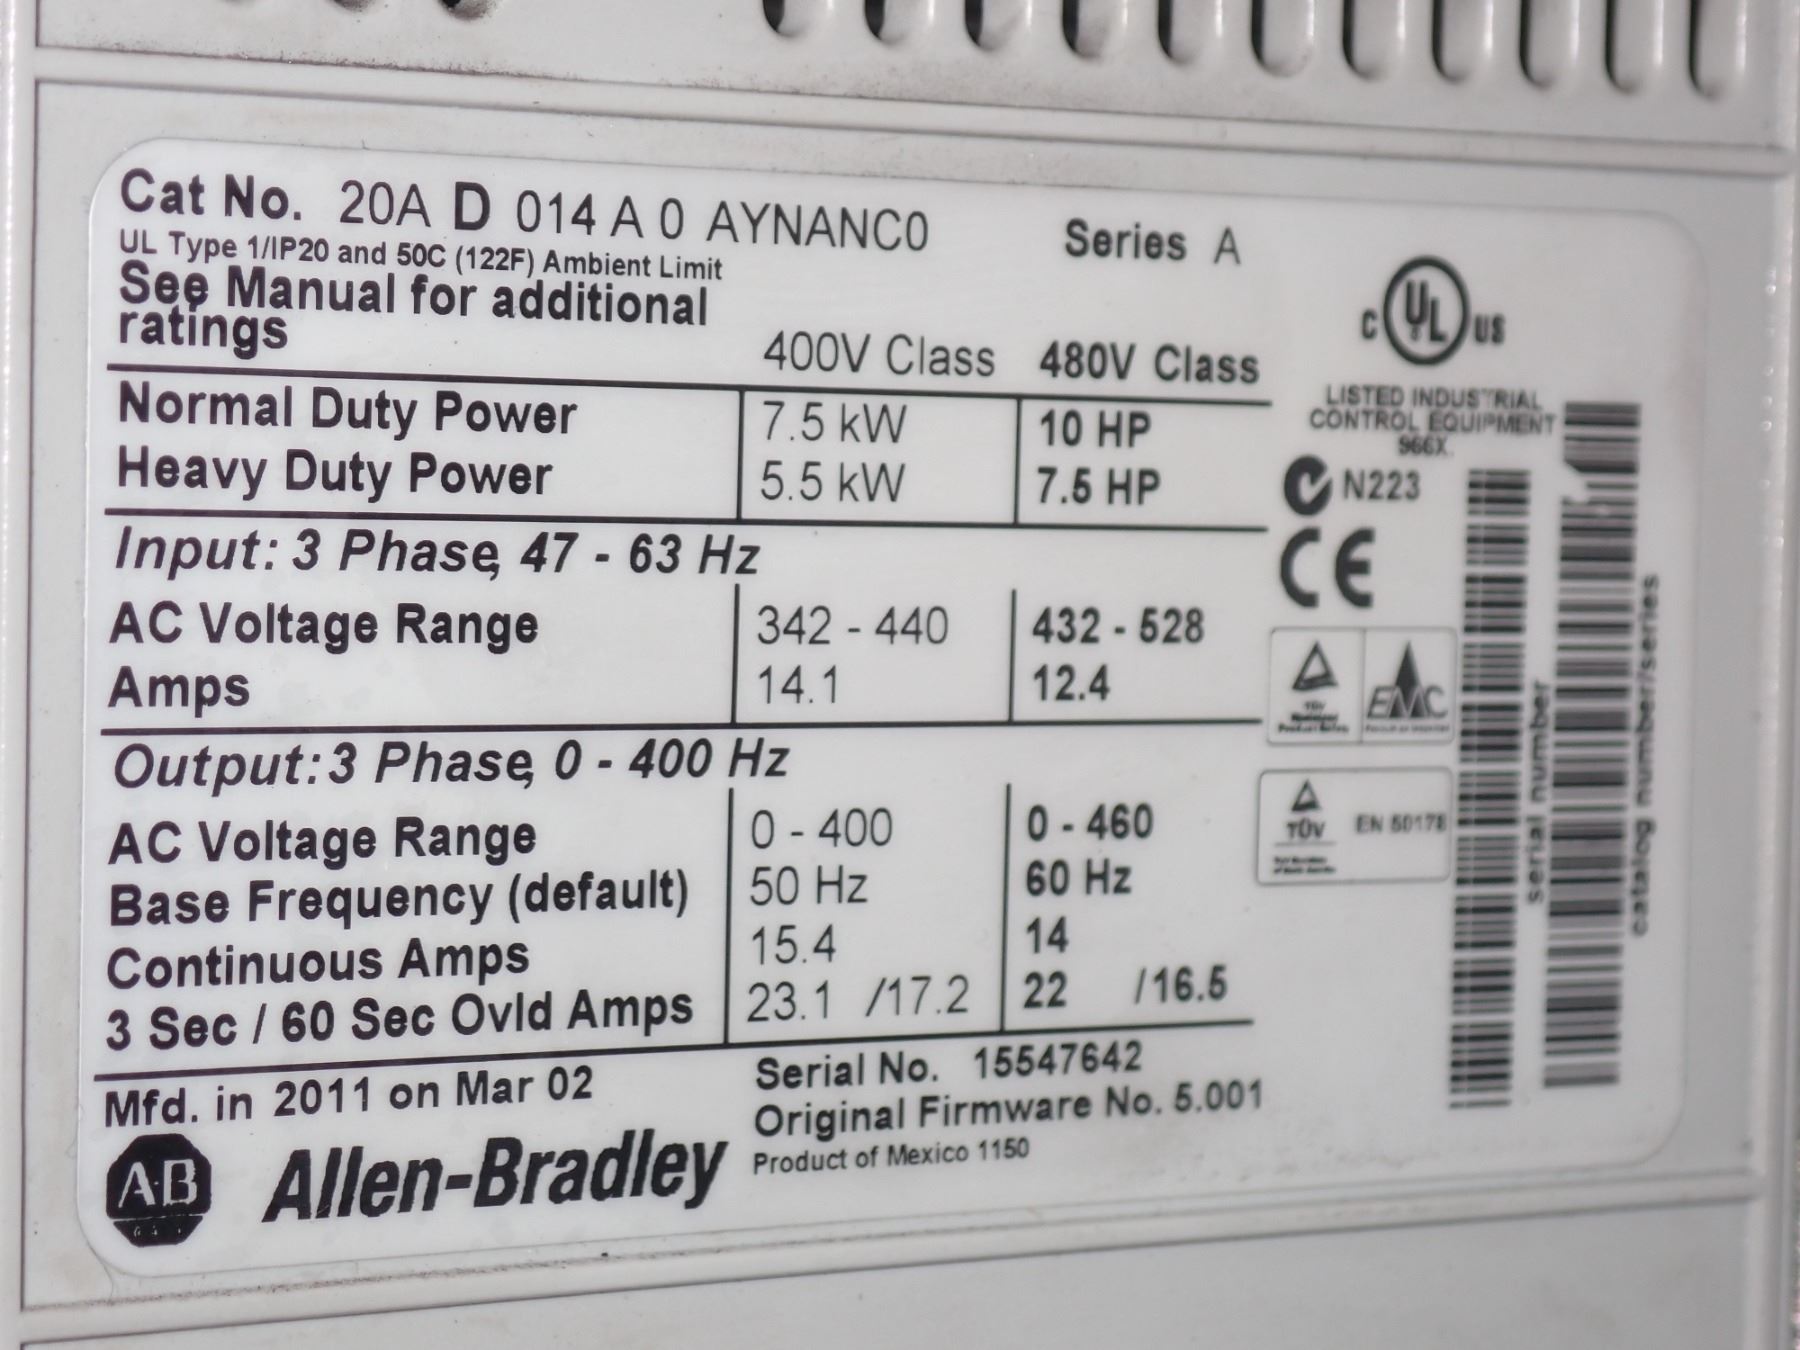 Cat No. 20A D 014 A 0 AYNANC0 Series A
UL Type 1/IP20 and 50C (122F) Ambient Limit
See Manual for additional
ratings
400V Class 480V Class
Normal Duty Power 7.5 kW 10 HP
Heavy Duty Power 5.5 kW 7.5 HP
Input: 3 Phase, 47 - 63 Hz
AC Voltage Range 342 - 440 432 - 528
Amps 14.1 12.4
Output: 3 Phase, 0 - 400 Hz
AC Voltage Range 0 - 400 0 - 460
Base Frequency (default) 50 Hz 60 Hz
Continuous Amps 15.4 14
3 Sec / 60 Sec Ovld Amps 23.1 /17.2 22 /16.5
Mfd. in 2011 on Mar 02
Serial No. 15547642
Original Firmware No. 5.001
Product of Mexico 1150
A-B
Allen-Bradley
C UL US
LISTED INDUSTRIAL
CONTROL EQUIPMENT
966X
N223
CE
TÜV
EMC
TÜV EN 50178
serial number
catalog number/series